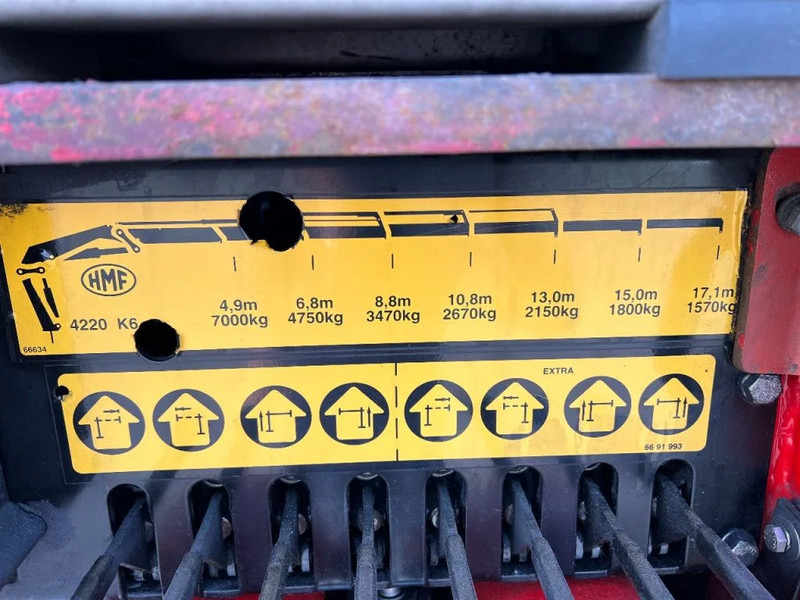 HMF
4220 K6
4,9m 6,8m 8,8m 10,8m 13,0m 15,0m 17,1m
7000kg 4750kg 3470kg 2670kg 2150kg 1800kg 1570kg
66634
EXTRA
66 91 993